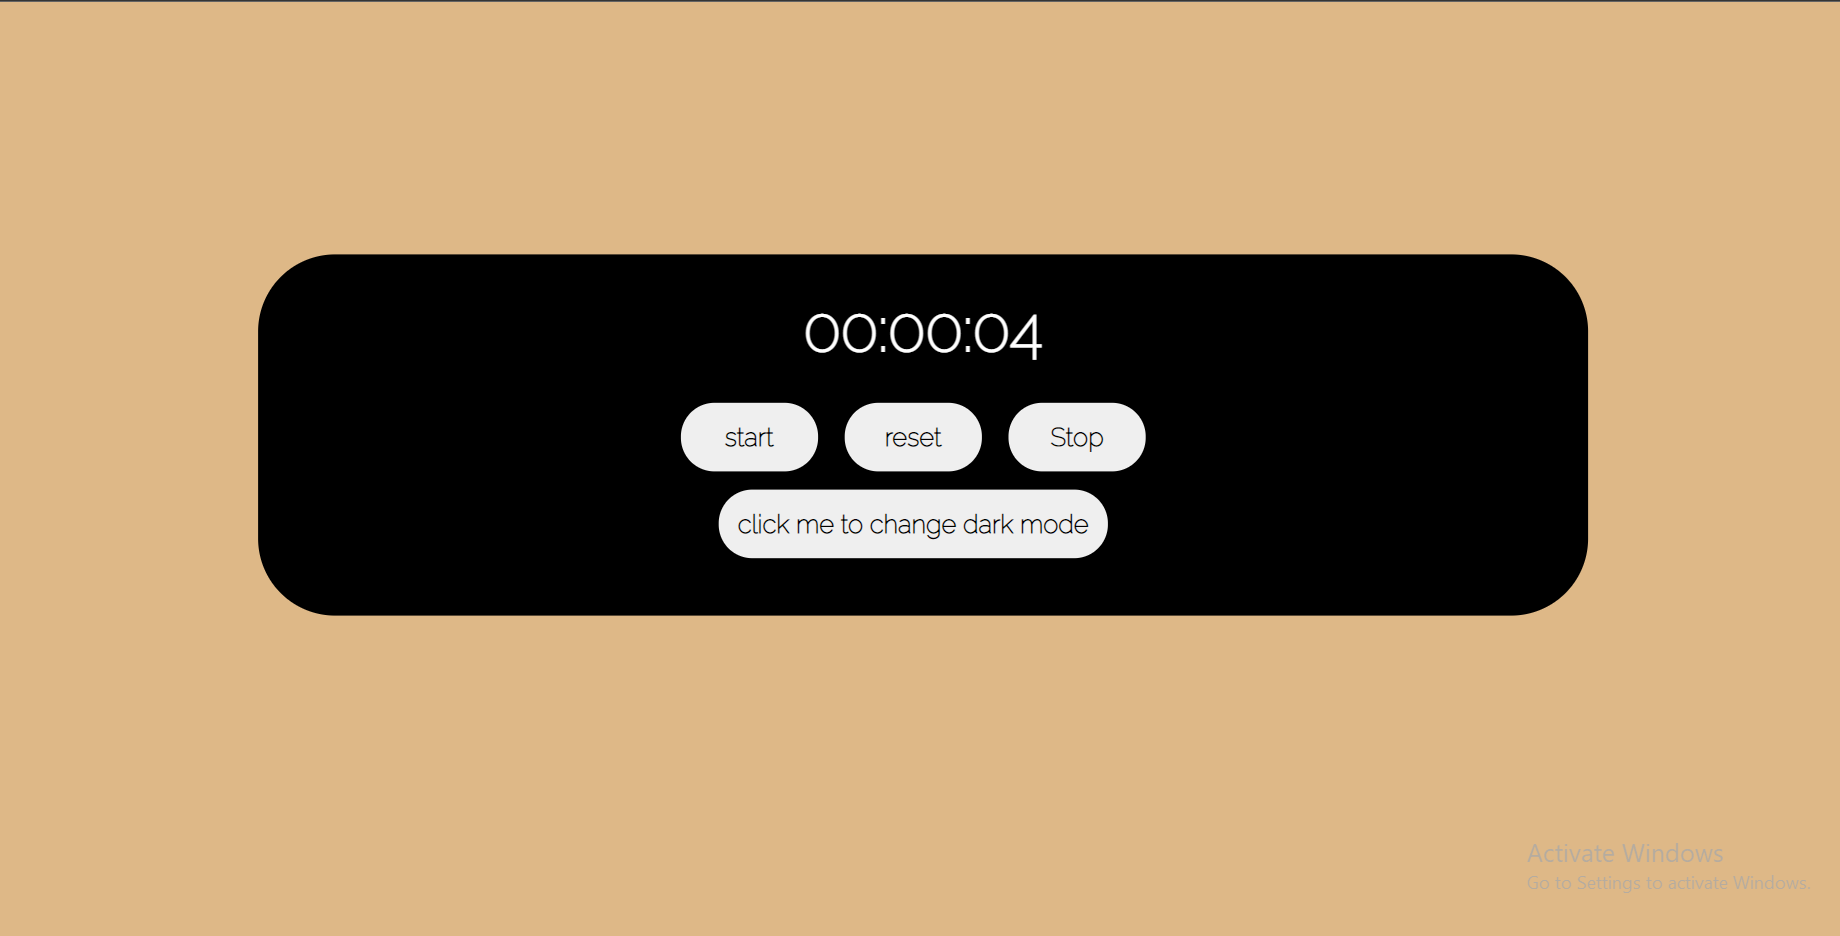 00:00:04
start reset Stop
click me to change dark mode
Activate Windows
Go to Settings to activate Windows.